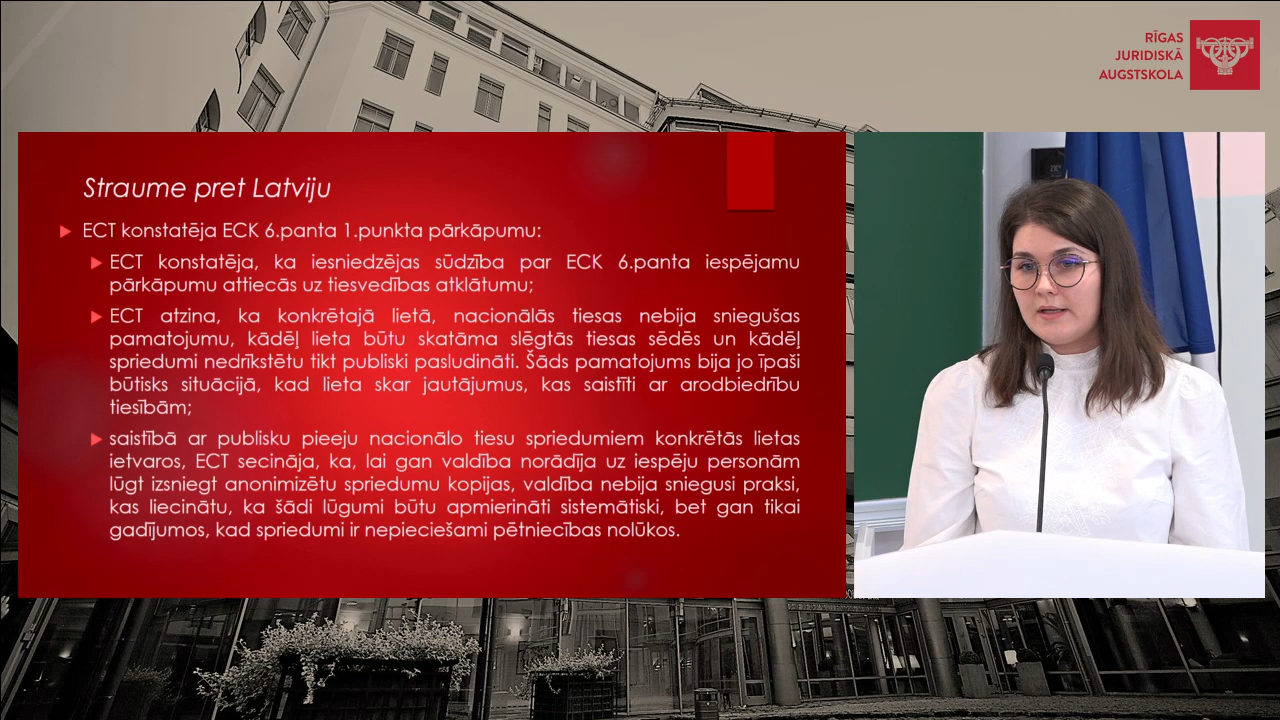 RĪGAS
JURIDISKĀ
AUGSTSKOLA
Straume pret Latviju
ECT konstatēja ECK 6.panta 1.punkta pārkāpumu:
ECT konstatēja, ka iesniedzējas sūdzība par ECK 6.panta iespējamu
pārkāpumu attiecās uz tiesvedības atklātumu;
ECT atzina, ka konkrētajā lietā, nacionālās tiesas nebija sniegušas
pamatojumu, kādēļ lieta būtu skatāma slēgtās tiesas sēdēs un kādēļ
spriedumi nedrīkstētu tikt publiski pasludināti. Šāds pamatojums bija jo īpaši
būtisks situācijā, kad lieta skar jautājumus, kas saistīti ar arodbiedrību
tiesībām;
saistībā ar publisku pieeju nacionālo tiesu spriedumiem konkrētās lietas
ietvaros, ECT secināja, ka, lai gan valdība norādīja uz iespēju personām
lūgt izsniegt anonimizētu spriedumu kopijas, valdība nebija sniegusi praksi,
kas liecinātu, ka šādi lūgumi būtu apmierināti sistemātiski, bet gan tikai
gadījumos, kad spriedumi ir nepieciešami pētniecības nolūkos.